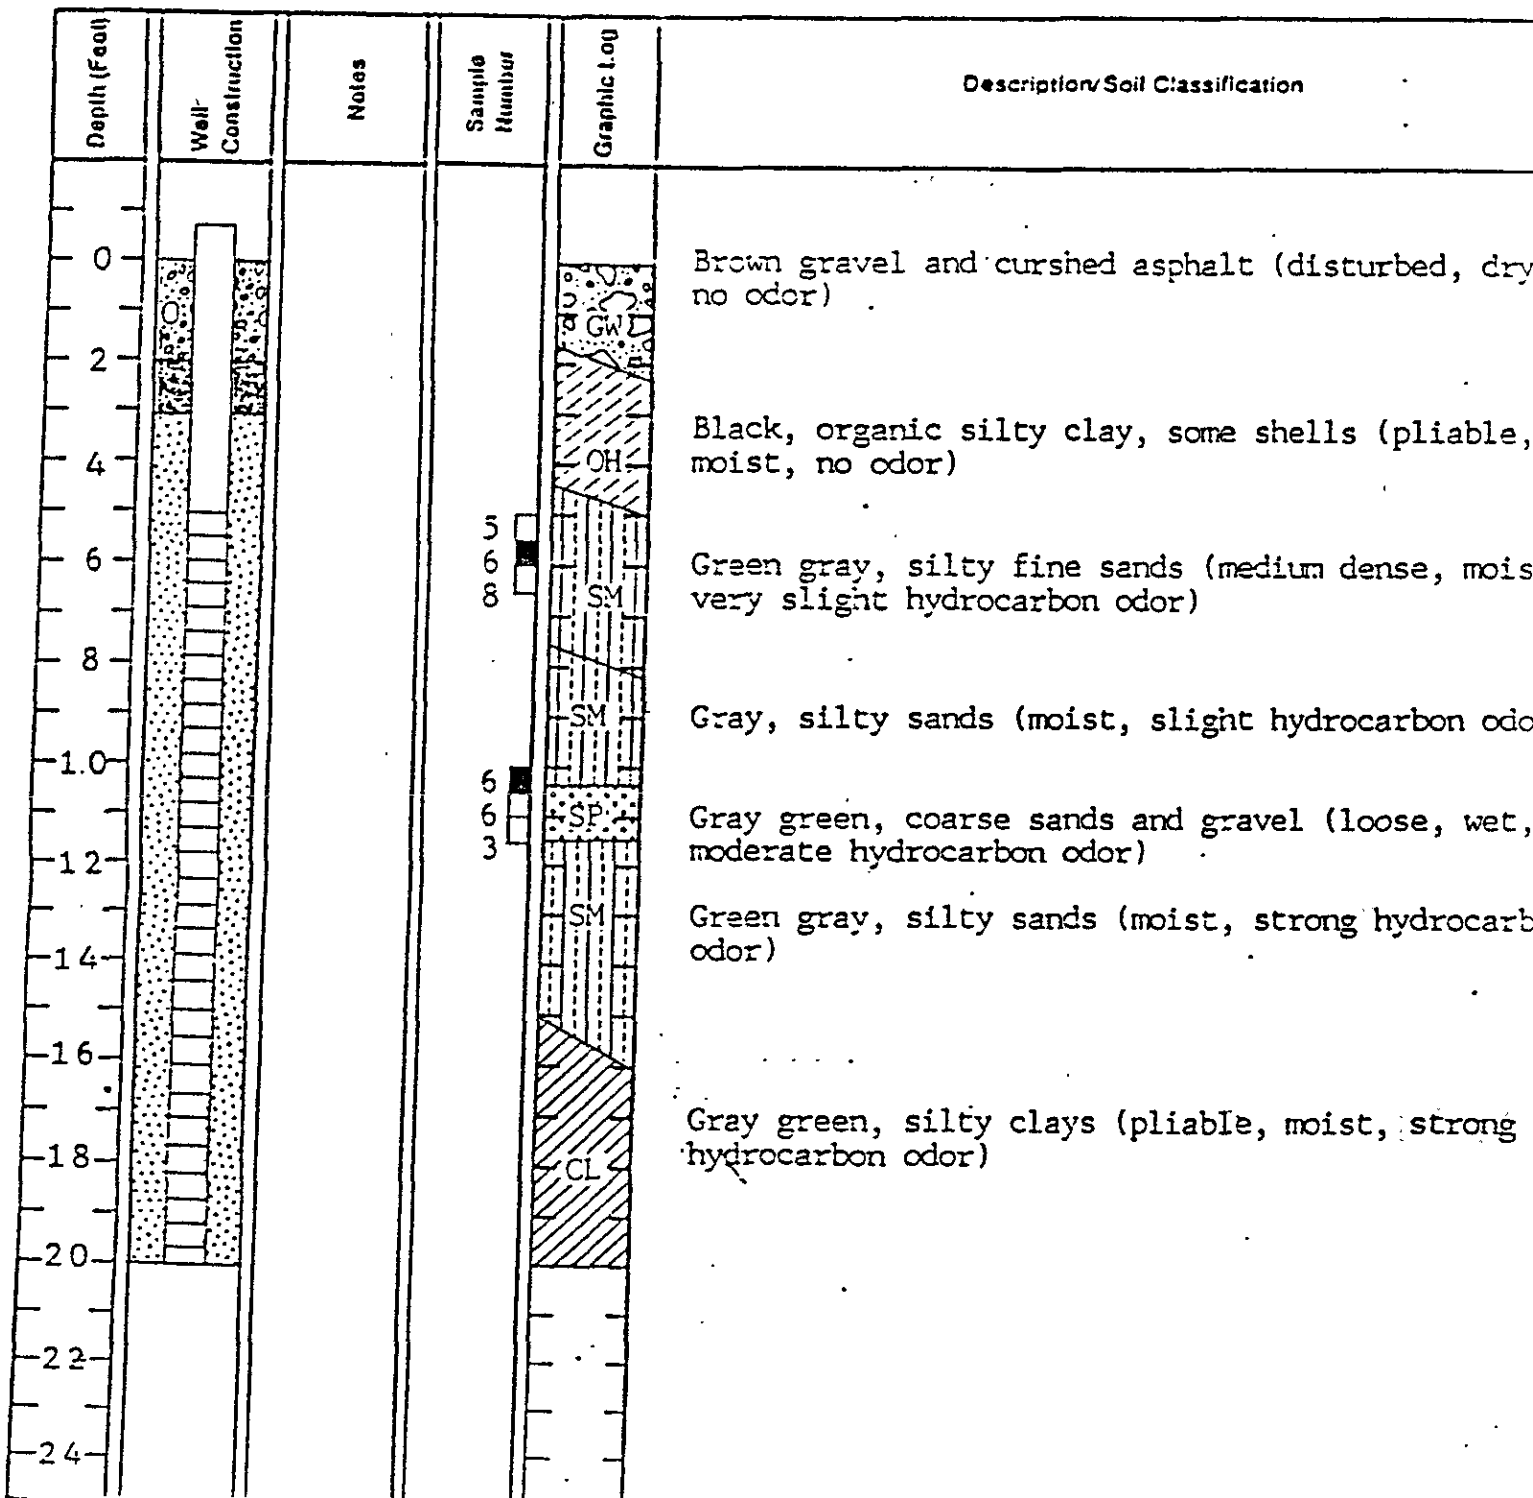 Depth (Feet)
Well-
Construction
Notes
Sample
Number
Graphic Log
Description/Soil Classification
0
2
4
6
8
10
12
14
16
18
20
22
24
5
6
8
6
6
3
GW
OH
SM
SM
SP
SM
CL
Brown gravel and curshed asphalt (disturbed, dry
no odor)
Black, organic silty clay, some shells (pliable,
moist, no odor)
Green gray, silty fine sands (medium dense, mois
very slight hydrocarbon odor)
Gray, silty sands (moist, slight hydrocarbon odo
Gray green, coarse sands and gravel (loose, wet,
moderate hydrocarbon odor)
Green gray, silty sands (moist, strong hydrocarb
odor)
Gray green, silty clays (pliable, moist, strong
hydrocarbon odor)